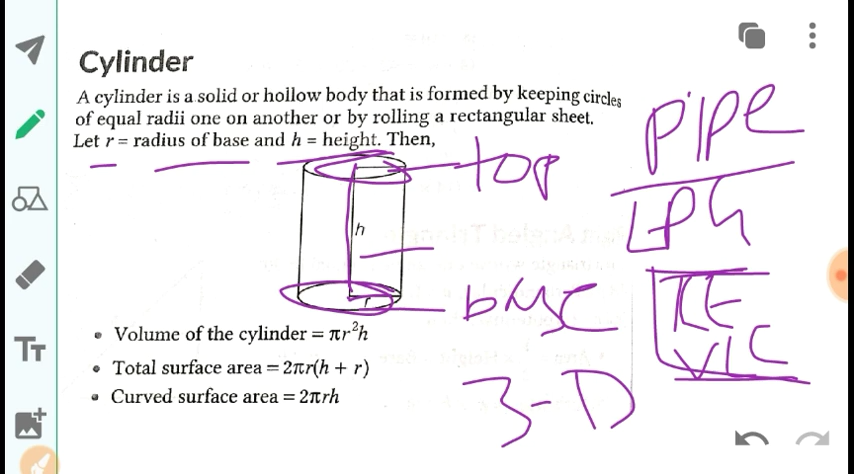 Cylinder
A cylinder is a solid or hollow body that is formed by keeping circles
of equal radii one on another or by rolling a rectangular sheet.
Let r = radius of base and h = height. Then,
pipe
top
LPG
h
r
base
3-D
• Volume of the cylinder = πr²h
• Total surface area = 2πr(h + r)
• Curved surface area = 2πrh
TT